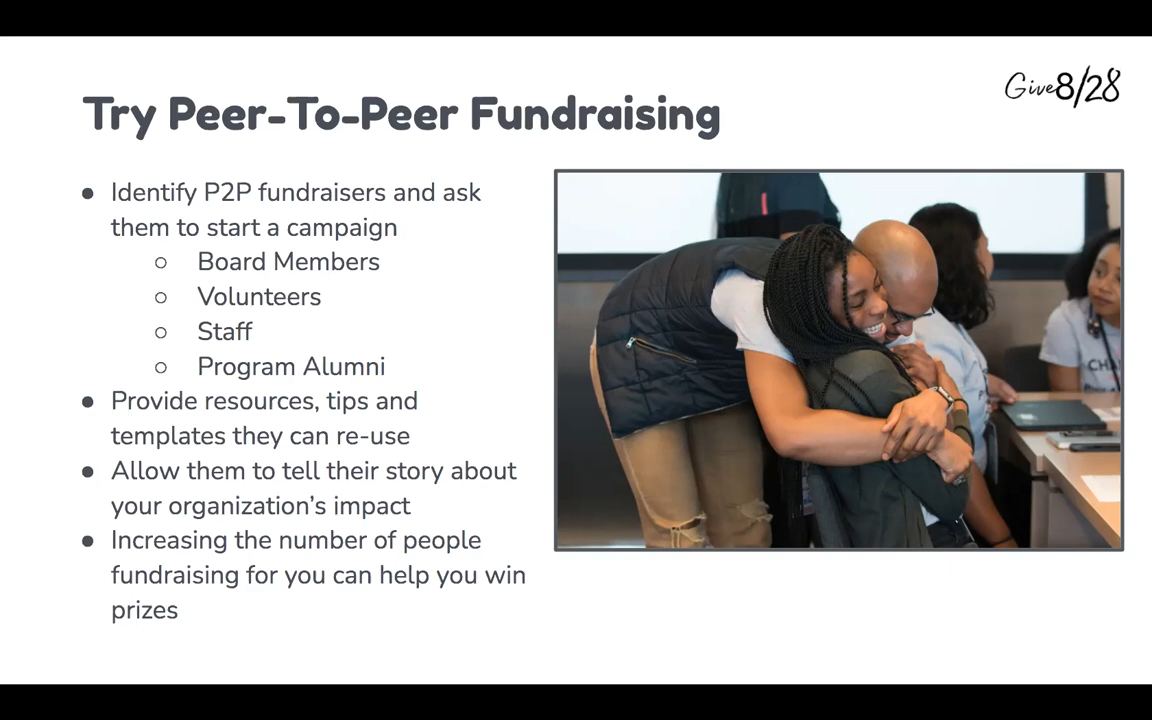 Give8/28
Try Peer-To-Peer Fundraising
● Identify P2P fundraisers and ask
them to start a campaign
○ Board Members
○ Volunteers
○ Staff
○ Program Alumni
● Provide resources, tips and
templates they can re-use
● Allow them to tell their story about
your organization’s impact
● Increasing the number of people
fundraising for you can help you win
prizes